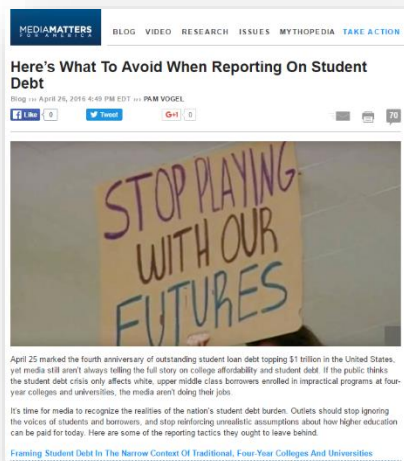 MEDIAMATTERS
FOR AMERICA
BLOG VIDEO RESEARCH ISSUES MYTHOPEDIA TAKE ACTION
Here's What To Avoid When Reporting On Student
Debt
Blog ››› April 26, 2016 4:49 PM EDT ››› PAM VOGEL
Like 0 Tweet G+1 0 70
STOP PLAYING
WITH OUR
FUTURES
April 25 marked the fourth anniversary of outstanding student loan debt topping $1 trillion in the United States,
yet media still aren't always telling the full story on college affordability and student debt. If the public thinks
the student debt crisis only affects white, upper middle class borrowers enrolled in impractical programs at four-
year colleges and universities, the media aren't doing their jobs.
It's time for media to recognize the realities of the nation's student debt burden. Outlets should stop ignoring
the voices of students and borrowers, and stop reinforcing unrealistic assumptions about how higher education
can be paid for today. Here are some of the reporting tactics they ought to leave behind.
Framing Student Debt In The Narrow Context Of Traditional, Four-Year Colleges And Universities